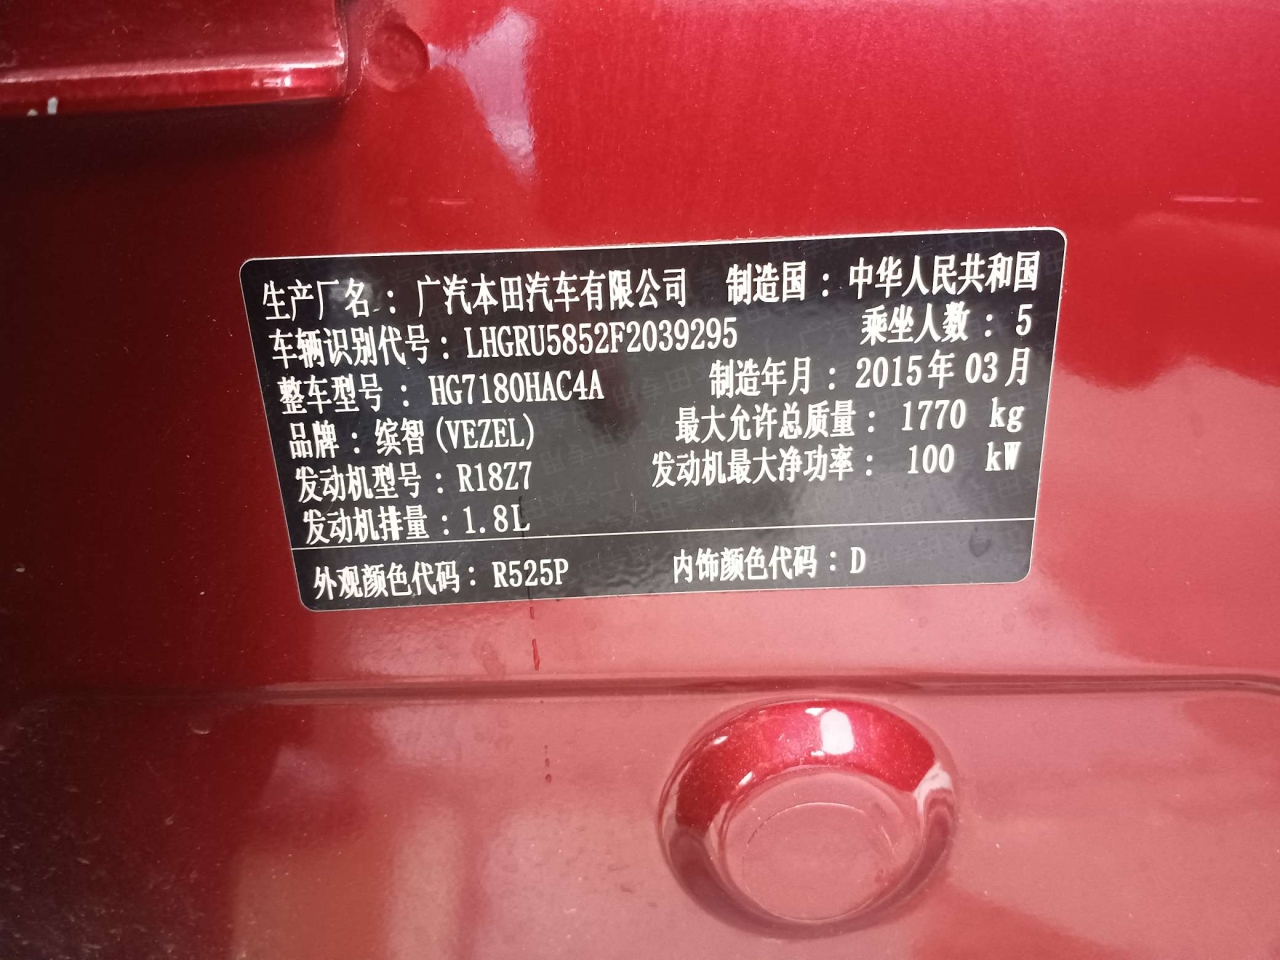 生产厂名：广汽本田汽车有限公司 制造国：中华人民共和国
车辆识别代号：LHGRU5852F2039295 乘坐人数：5
整车型号：HG7180HAC4A 制造年月：2015年03月
品牌：缤智(VEZEL) 最大允许总质量：1770 kg
发动机型号：R18Z7 发动机最大净功率：100 kW
发动机排量：1.8L
外观颜色代码：R525P 内饰颜色代码：D